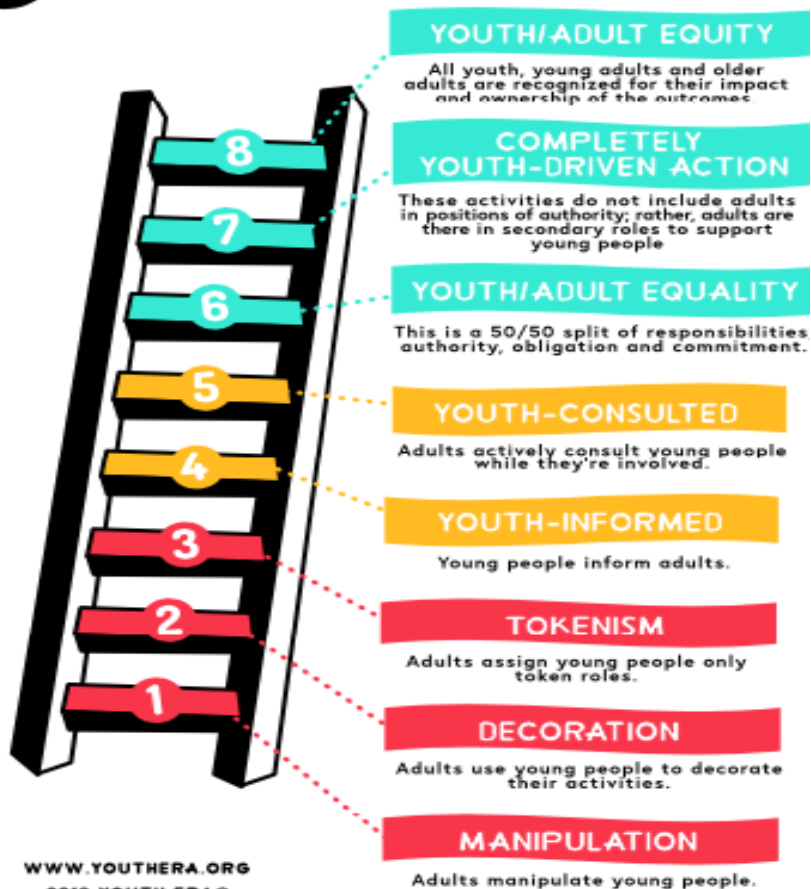 YOUTH/ADULT EQUITY
All youth, young adults and older
adults are recognized for their impact
and ownership of the outcomes.
8
COMPLETELY
YOUTH-DRIVEN ACTION
These activities do not include adults
in positions of authority; rather, adults are
there in secondary roles to support
young people
7
YOUTH/ADULT EQUALITY
This is a 50/50 split of responsibilities,
authority, obligation and commitment.
6
YOUTH-CONSULTED
Adults actively consult young people
while they're involved.
5
YOUTH-INFORMED
Young people inform adults.
4
TOKENISM
Adults assign young people only
token roles.
3
DECORATION
Adults use young people to decorate
their activities.
2
MANIPULATION
Adults manipulate young people.
1
WWW.YOUTHERA.ORG